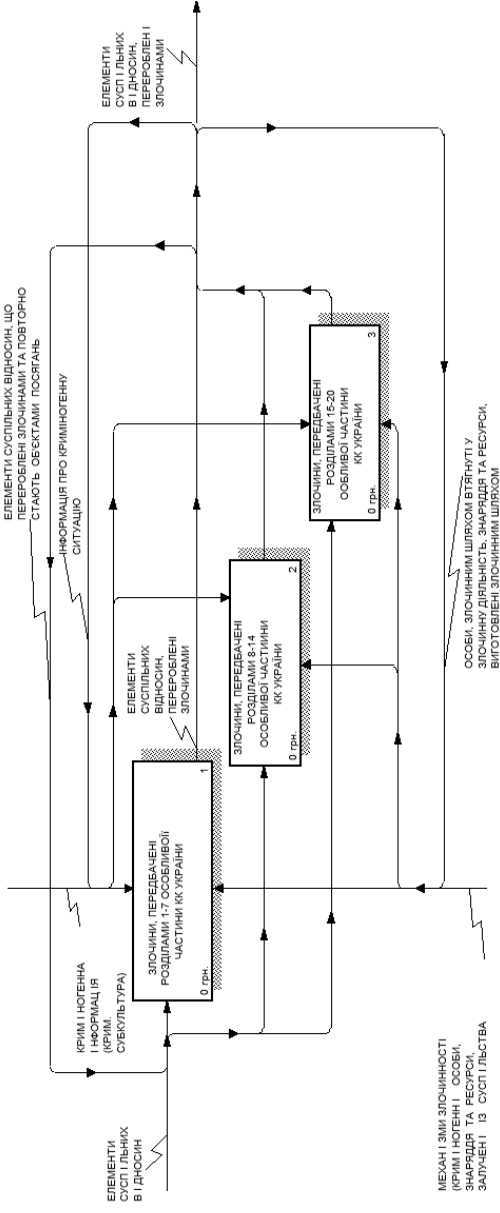 ЕЛЕМЕНТИ
СУСП І ЛЬНИХ
В І ДНОСИН
КРИМ І НОГЕННА
І НФОРМАЦ ІЯ
(КРИМ.
СУБКУЛЬТУРА)
ЕЛЕМЕНТИ СУСПІЛЬНИХ ВІДНОСИН, ЩО
ПЕРЕРОБЛЕНІ ЗЛОЧИНАМИ ТА ПОВТОРНО
СТАЮТЬ ОБ'ЄКТАМИ ПОСЯГАНЬ
ІНФОРМАЦІЯ ПРО КРИМІНОГЕННУ
СИТУАЦІЮ
ЕЛЕМЕНТИ
СУСП І ЛЬНИХ
В І ДНОСИН,
ПЕРЕРОБЛЕН І
ЗЛОЧИНАМИ
ЗЛОЧИНИ, ПЕРЕДБАЧЕНІ
РОЗДІЛАМИ 1-7 ОСОБЛИВОЇ
ЧАСТИНИ КК УКРАЇНИ
0 грн.
1
ЕЛЕМЕНТИ
СУСПІЛЬНИХ
ВІДНОСИН,
ПЕРЕРОБЛЕНІ
ЗЛОЧИНАМИ
ЗЛОЧИНИ, ПЕРЕДБАЧЕНІ
РОЗДІЛАМИ 8-14
ОСОБЛИВОЇ ЧАСТИИНИ
КК УКРАЇНИ
0 грн.
2
ЗЛОЧИНИ, ПЕРЕДБАЧЕНІ
РОЗДІЛАМИ 15-20
ООБЛИВОЇ ЧАСТИНИ
КК УКРАЇНИ
0 грн.
3
МЕХАН І ЗМИ ЗЛОЧИННОСТІ
(КРИМ І НОГЕНН І ОСОБИ,
ЗНАРЯДДЯ ТА РЕСУРСИ,
ЗАЛУЧЕН І ІЗ СУСП І ЛЬСТВА
ОСОБИ, ЗЛОЧИННИМ ШЛЯХОМ ВТЯГНУТІ У
ЗЛОЧИННУ ДІЯЛЬНІСТЬ, ЗНАРЯДДЯ ТА РЕСУРСИ,
ВИГОТОВЛЕНІ ЗЛОЧИННИМ ШЛЯХОМ